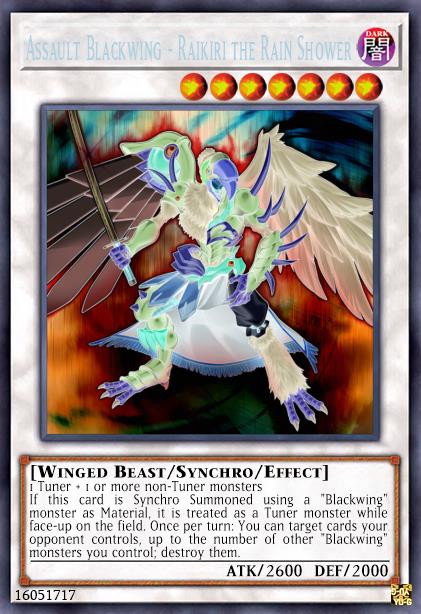 Assault Blackwing - Raikiri the Rain Shower
DARK
闇
[Winged Beast/Synchro/Effect]
1 Tuner + 1 or more non-Tuner monsters
If this card is Synchro Summoned using a "Blackwing"
monster as Material, it is treated as a Tuner monster while
face-up on the field. Once per turn: You can target cards your
opponent controls, up to the number of other "Blackwing"
monsters you control; destroy them.
ATK/2600 DEF/2000
16051717